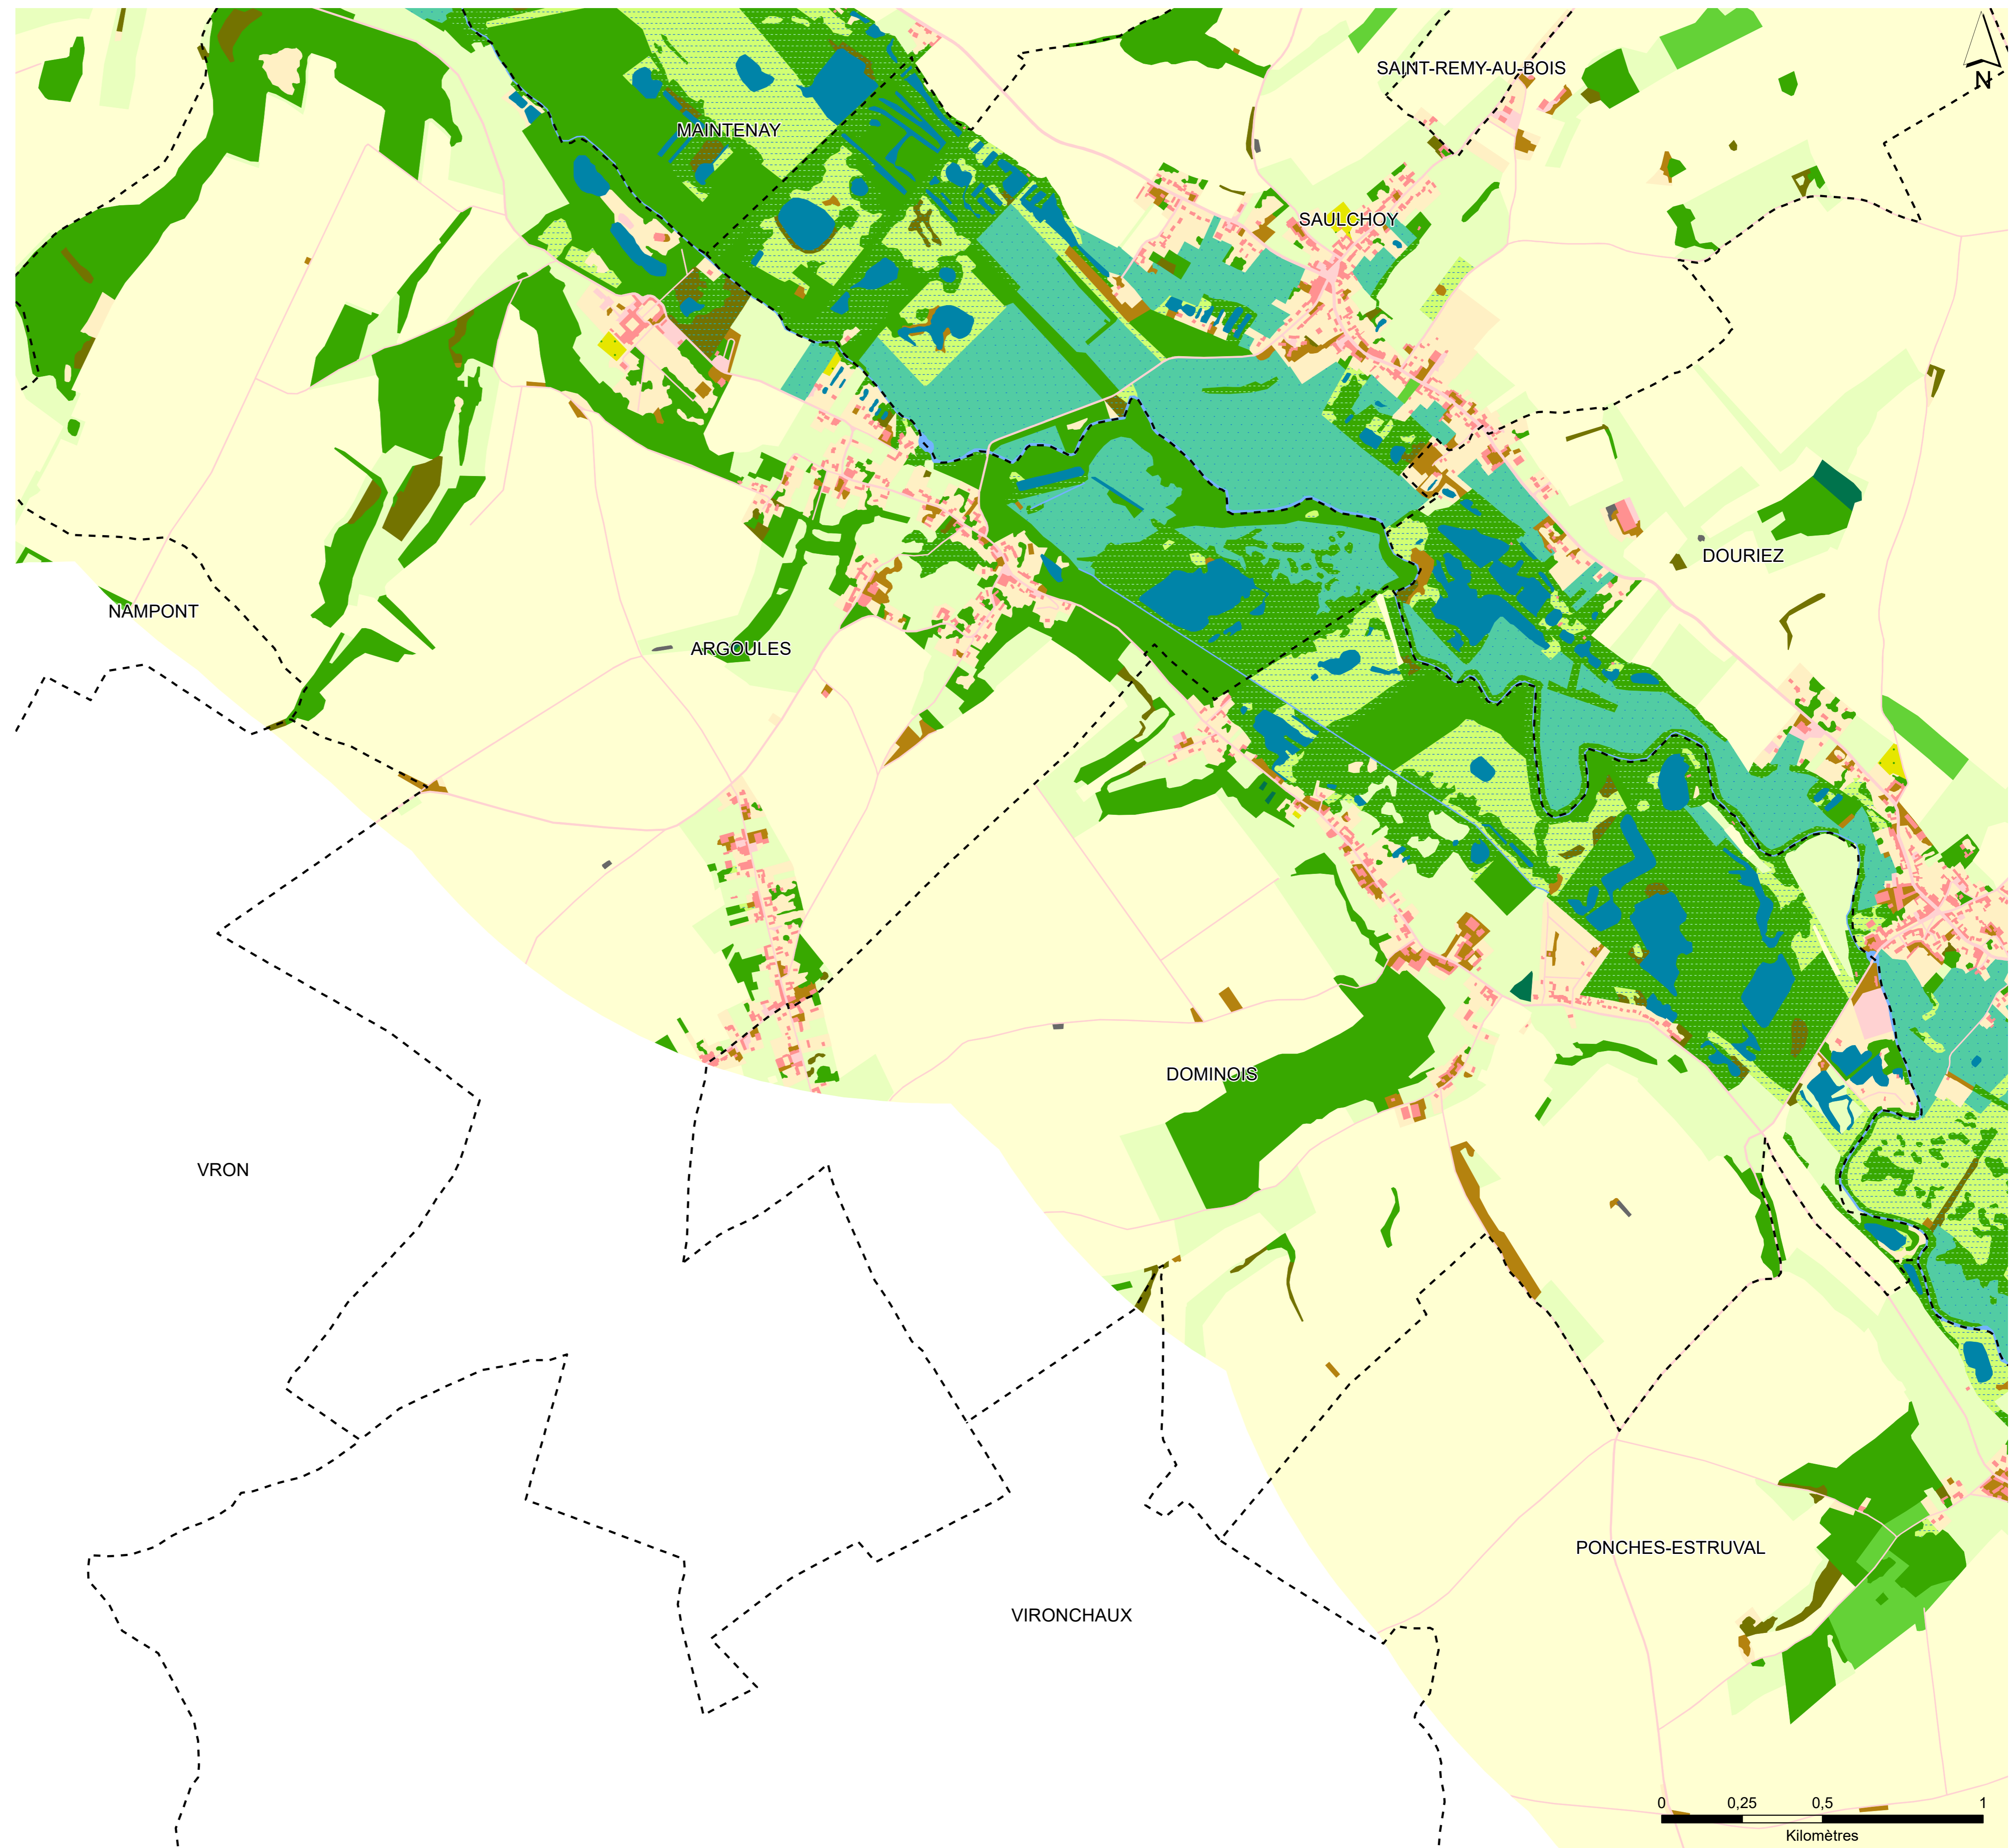 SAINT-REMY-AU-BOIS
N
MAINTENAY
SAULCHOY
DOURIEZ
NAMPONT
ARGOULES
DOMINOIS
VRON
PONCHES-ESTRUVAL
VIRONCHAUX
0 0,25 0,5 1
Kilomètres